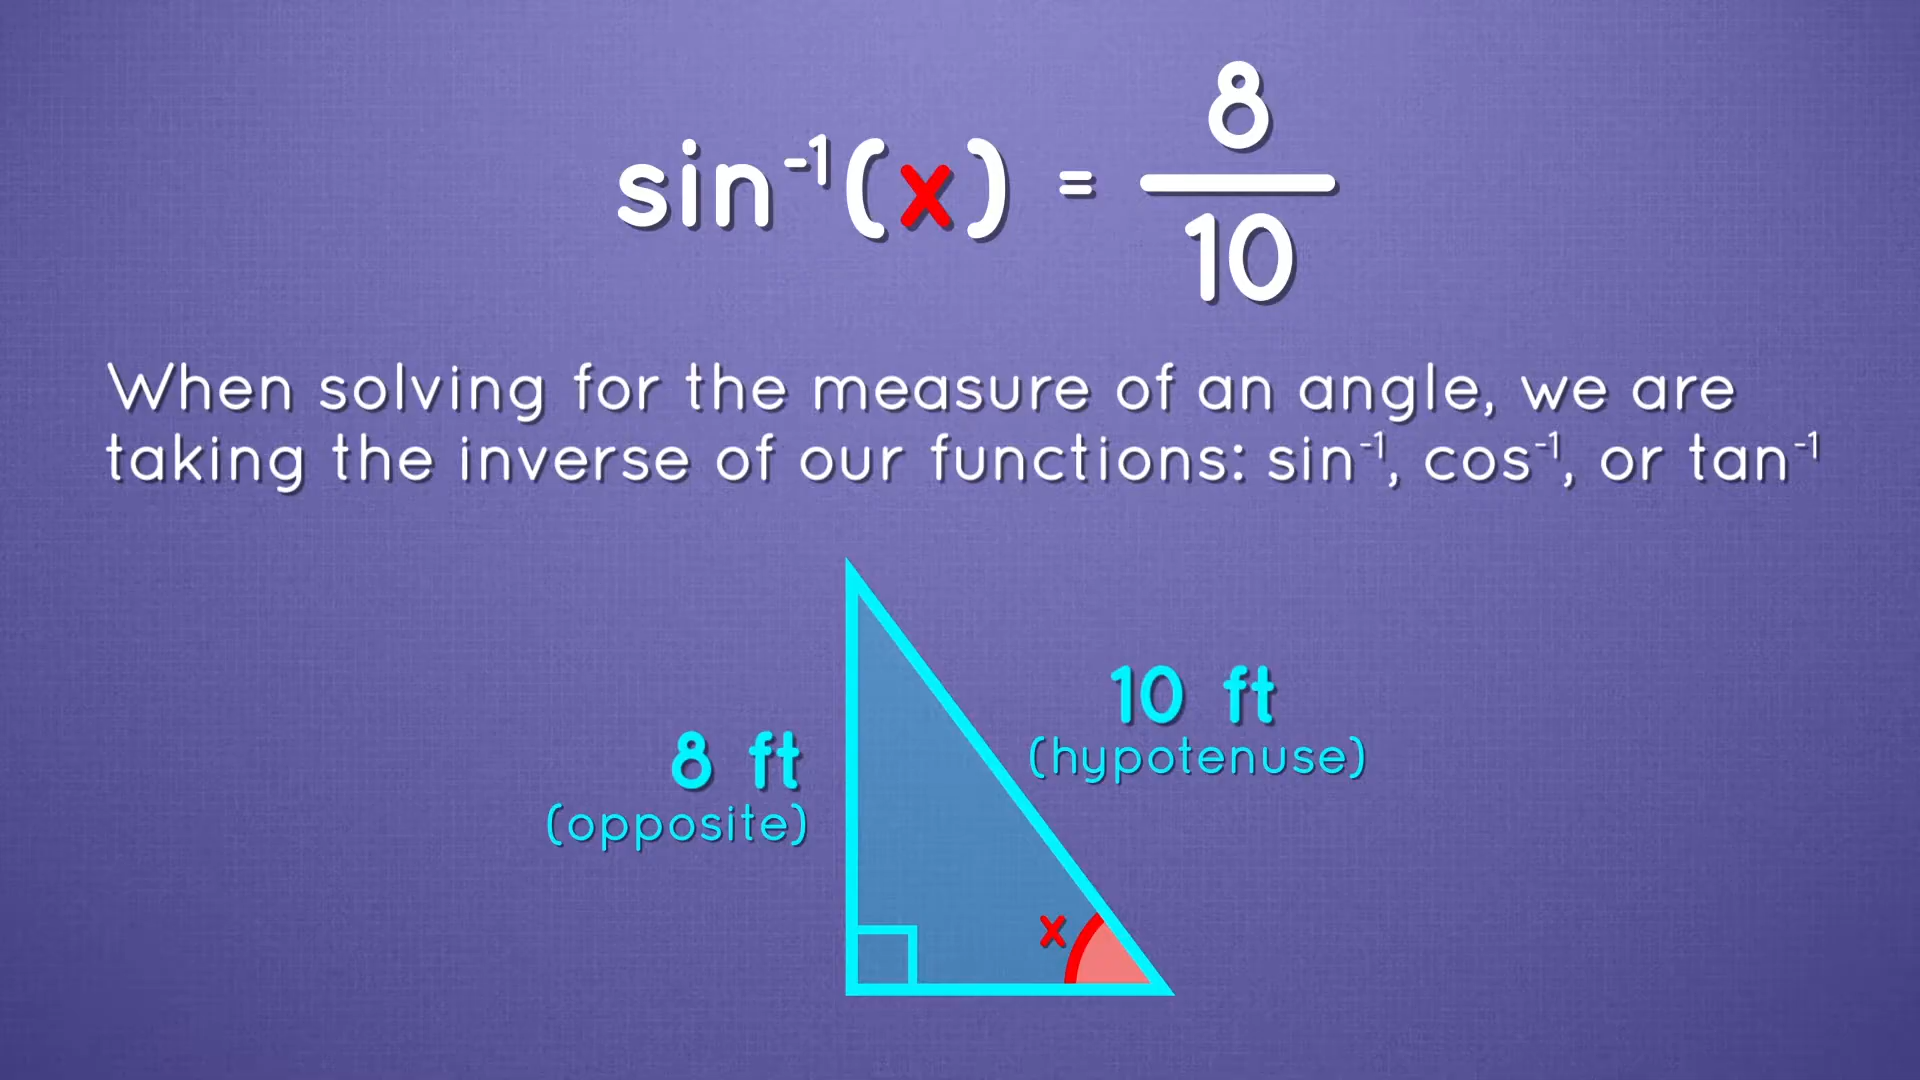 sin⁻¹(x) = 8/10
When solving for the measure of an angle, we are
taking the inverse of our functions: sin⁻¹, cos⁻¹, or tan⁻¹
10 ft
(hypotenuse)
8 ft
(opposite)
x